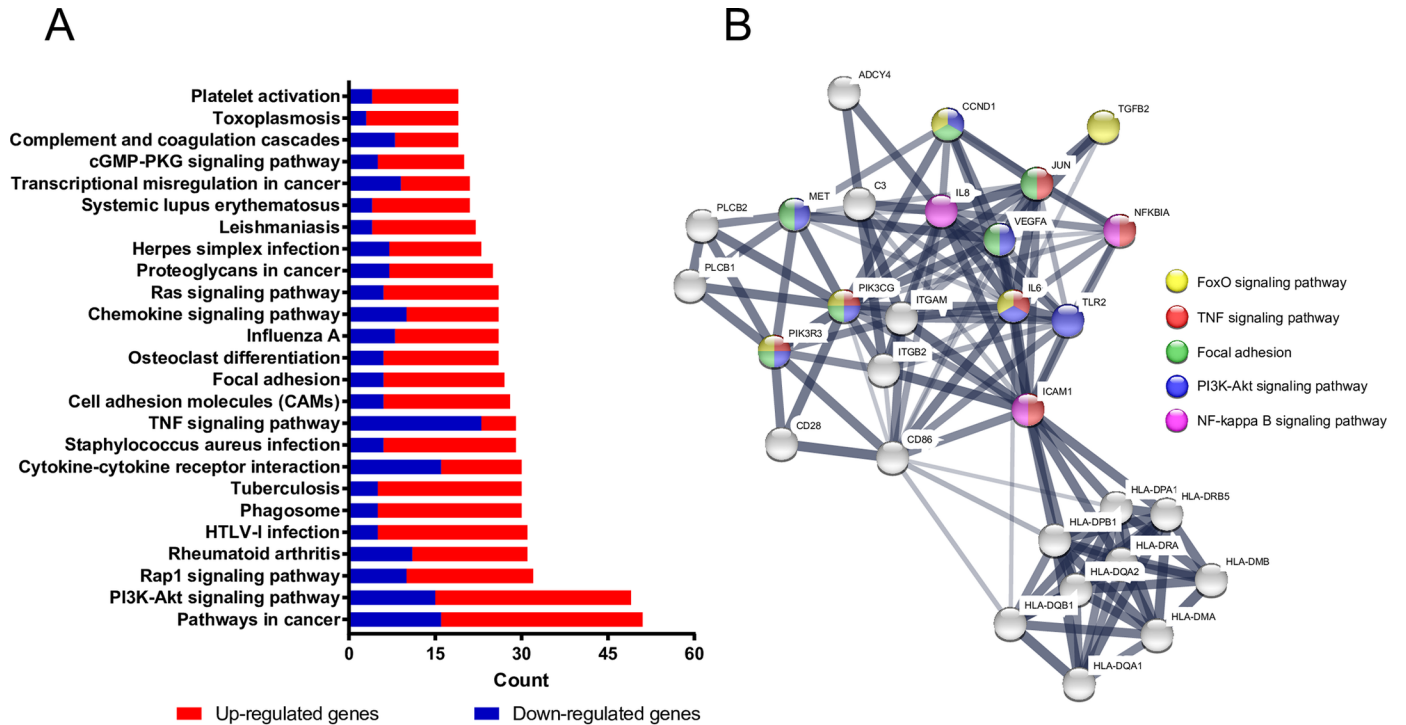 A
Platelet activation
Toxoplasmosis
Complement and coagulation cascades
cGMP-PKG signaling pathway
Transcriptional misregulation in cancer
Systemic lupus erythematosus
Leishmaniasis
Herpes simplex infection
Proteoglycans in cancer
Ras signaling pathway
Chemokine signaling pathway
Influenza A
Osteoclast differentiation
Focal adhesion
Cell adhesion molecules (CAMs)
TNF signaling pathway
Staphylococcus aureus infection
Cytokine-cytokine receptor interaction
Tuberculosis
Phagosome
HTLV-I infection
Rheumatoid arthritis
Rap1 signaling pathway
PI3K-Akt signaling pathway
Pathways in cancer
0 15 30 45 60
Count
Up-regulated genes Down-regulated genes
B
ADCY4
CCND1
TGFB2
JUN
C3
IL8
MET
PLCB2
VEGFA
NFKBIA
PLCB1
PIK3CG
IL6
ITGAM
TLR2
PIK3R3
ITGB2
ICAM1
CD28
CD86
HLA-DPA1
HLA-DRB5
HLA-DPB1
HLA-DRA
HLA-DMB
HLA-DQA2
HLA-DQB1
HLA-DMA
HLA-DQA1
FoxO signaling pathway
TNF signaling pathway
Focal adhesion
PI3K-Akt signaling pathway
NF-kappa B signaling pathway